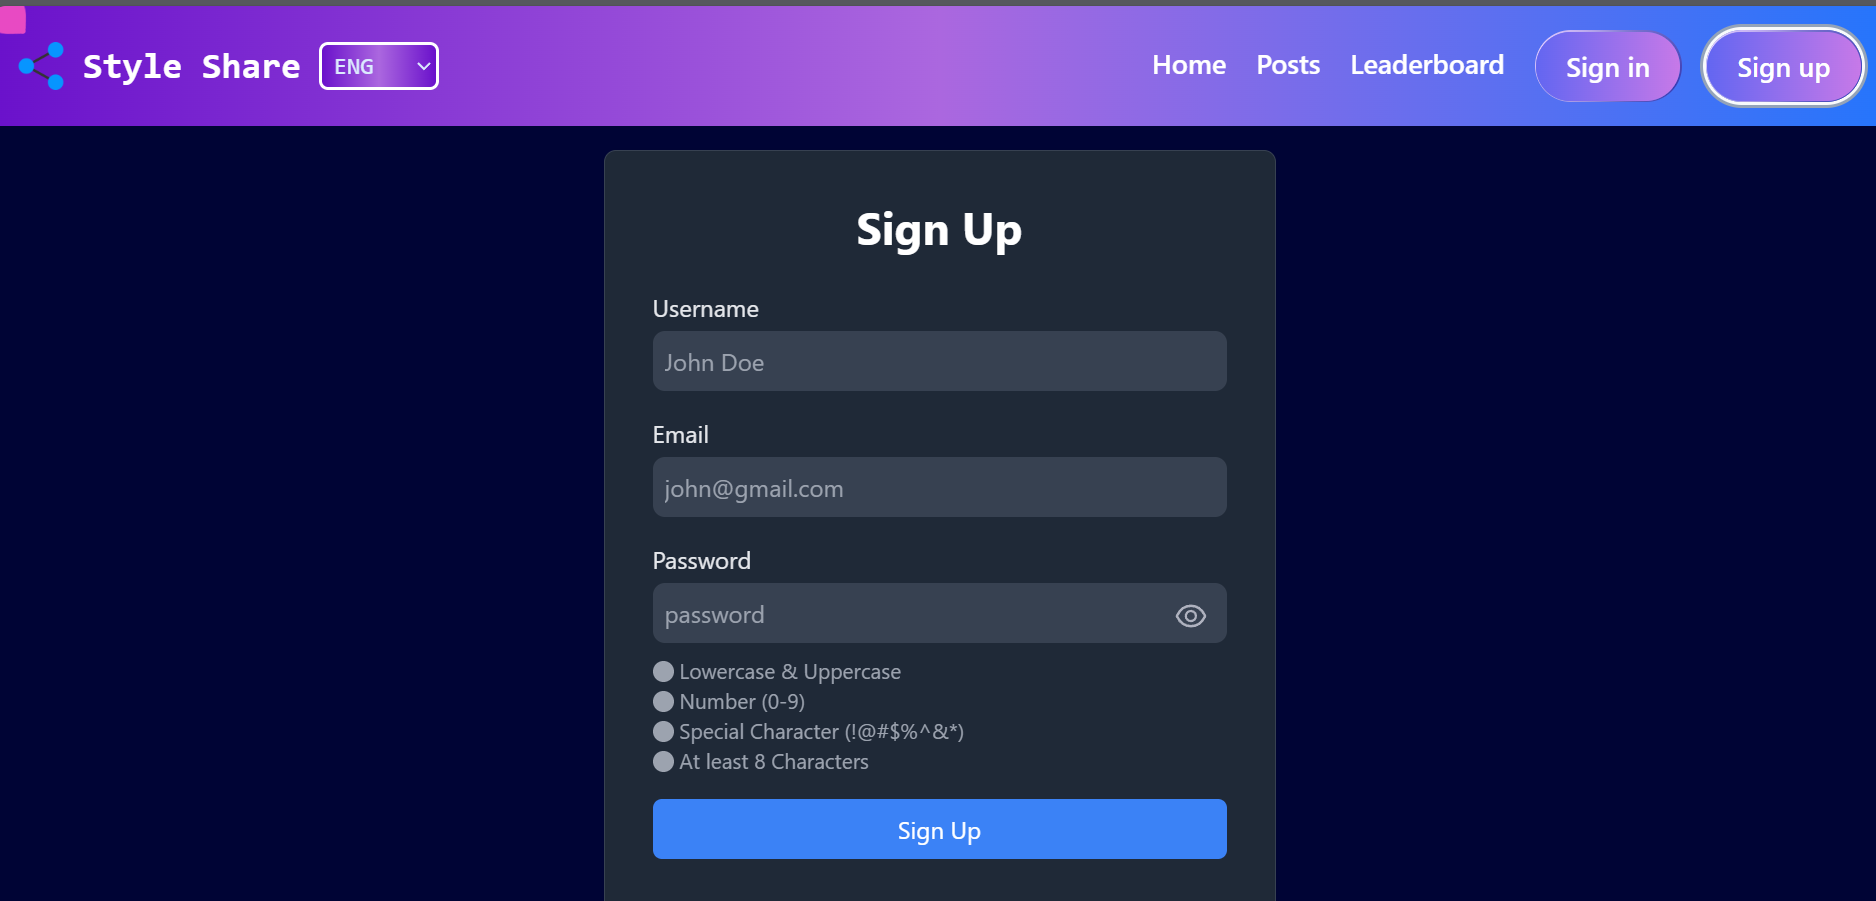 Style Share ENG Home Posts Leaderboard Sign in Sign up
Sign Up
Username
John Doe
Email
john@gmail.com
Password
password
Lowercase & Uppercase
Number (0-9)
Special Character (!@#$%^&*)
At least 8 Characters
Sign Up